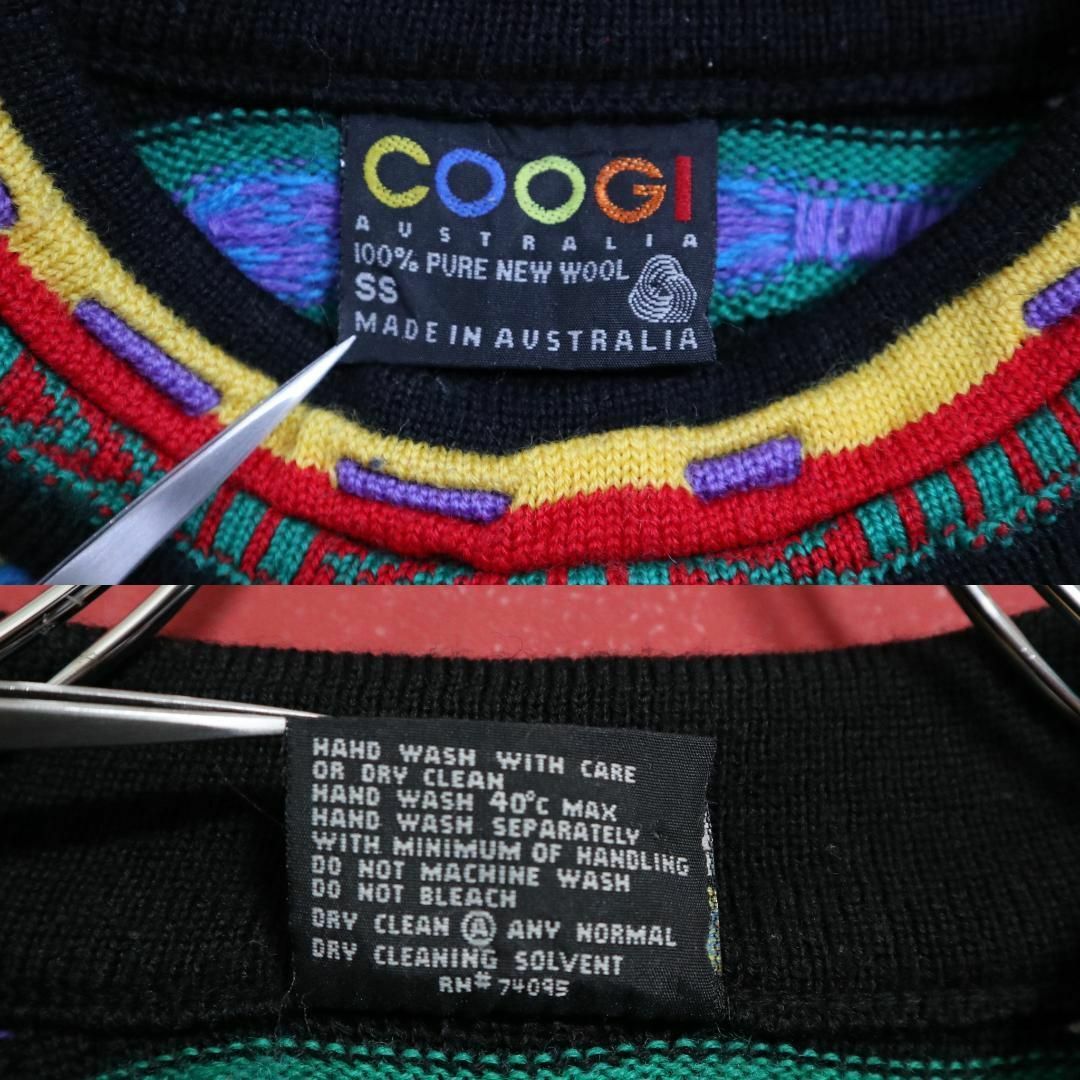 COOGI
AUSTRALIA
100% PURE NEW WOOL
SS
MADE IN AUSTRALIA
HAND WASH WITH CARE
OR DRY CLEAN
HAND WASH 40°C MAX
HAND WASH SEPARATELY
WITH MINIMUM OF HANDLING
DO NOT MACHINE WASH
DO NOT BLEACH
DRY CLEAN Ⓐ ANY NORMAL
DRY CLEANING SOLVENT
RN# 74095